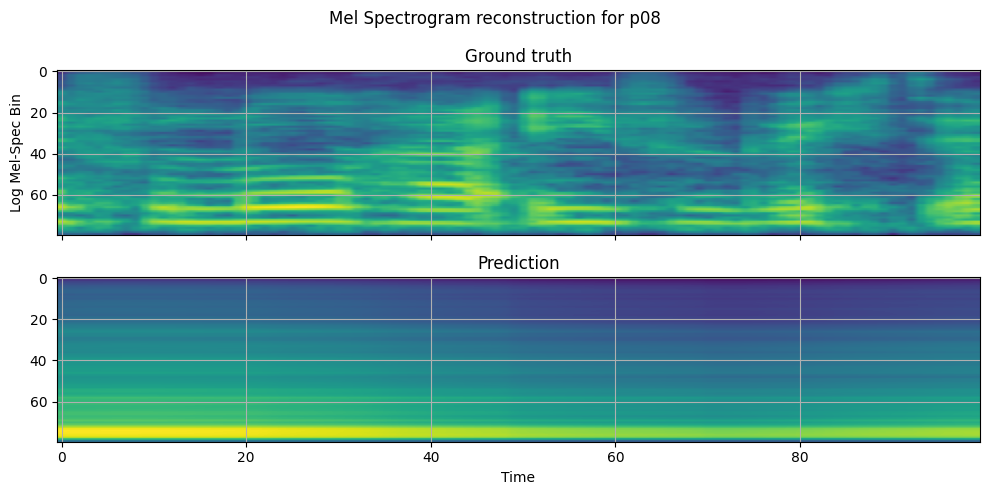 Mel Spectrogram reconstruction for p08
Ground truth
Log Mel-Spec Bin
0
20
40
60
Prediction
0
20
40
60
0 20 40 60 80
Time